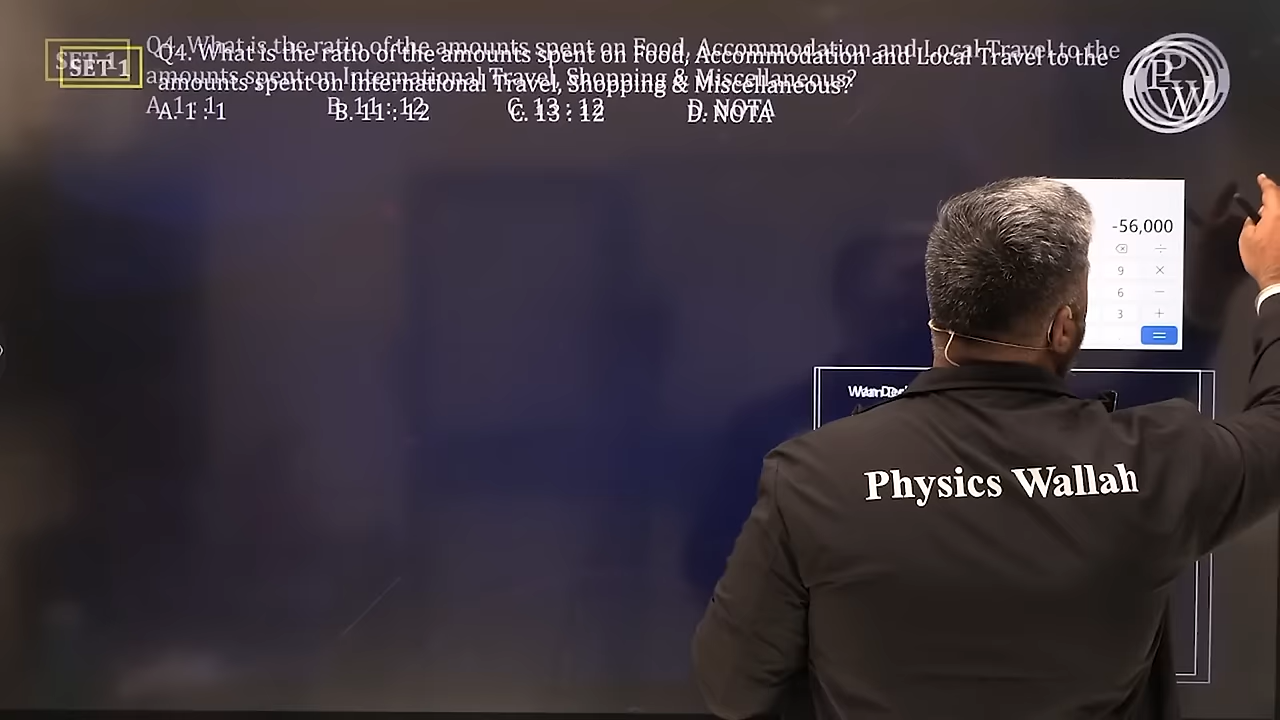 SET 1
Q4. What is the ratio of the amounts spent on Food, Accommodation and Local Travel to the
amounts spent on International Travel, Shopping & Miscellaneous?
A. 1 : 1 B. 11 : 12 C. 13 : 12 D. NOTA
PW
-56,000
÷
9 ×
6 −
3 +
=
Physics Wallah